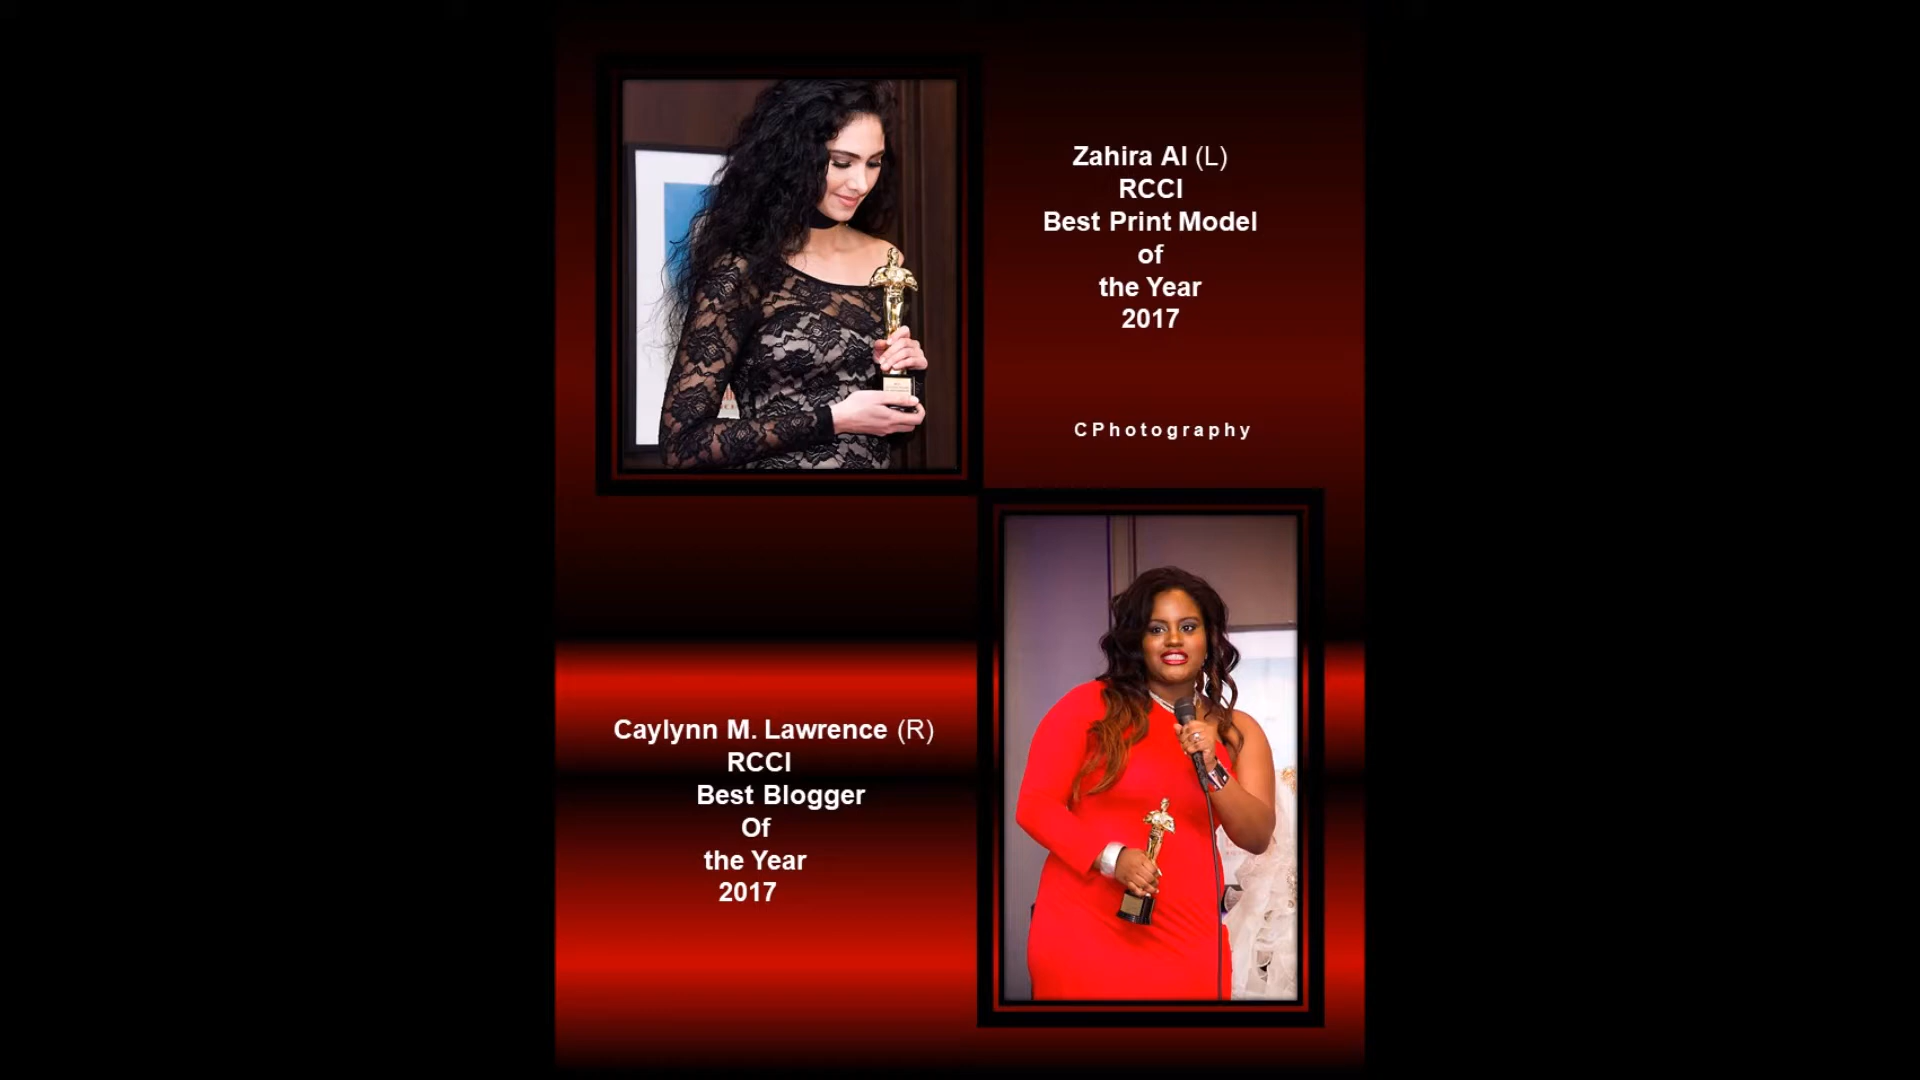 Zahira Al (L)
RCCI
Best Print Model
of
the Year
2017
CPhotography
Caylynn M. Lawrence (R)
RCCI
Best Blogger
Of
the Year
2017